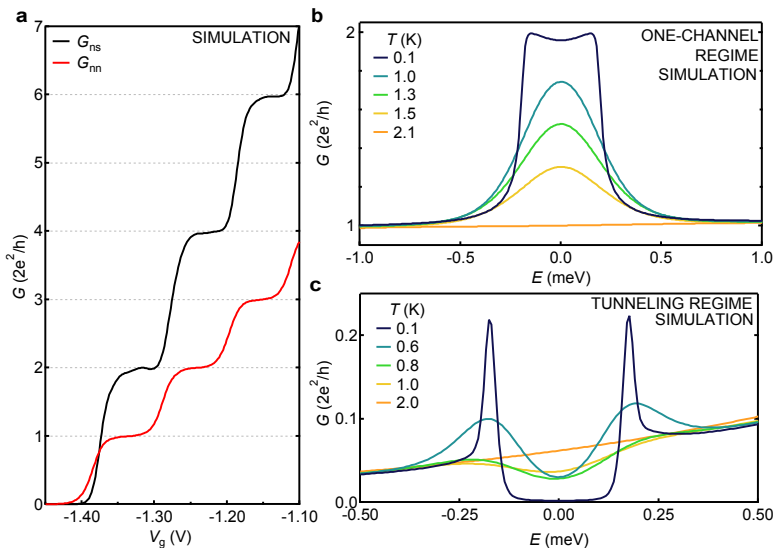 a
SIMULATION
Gns
Gnn
G (2e²/h)
7
6
5
4
3
2
1
0
-1.40
-1.30
-1.20
-1.10
Vg (V)
b
T (K)
0.1
1.0
1.3
1.5
2.1
ONE-CHANNEL
REGIME
SIMULATION
G (2e²/h)
2
1
-1.0
-0.5
0.0
0.5
1.0
E (meV)
c
T (K)
0.1
0.6
0.8
1.0
2.0
TUNNELING REGIME
SIMULATION
G (2e²/h)
0.2
0.1
0.0
-0.50
-0.25
0.00
0.25
0.50
E (meV)